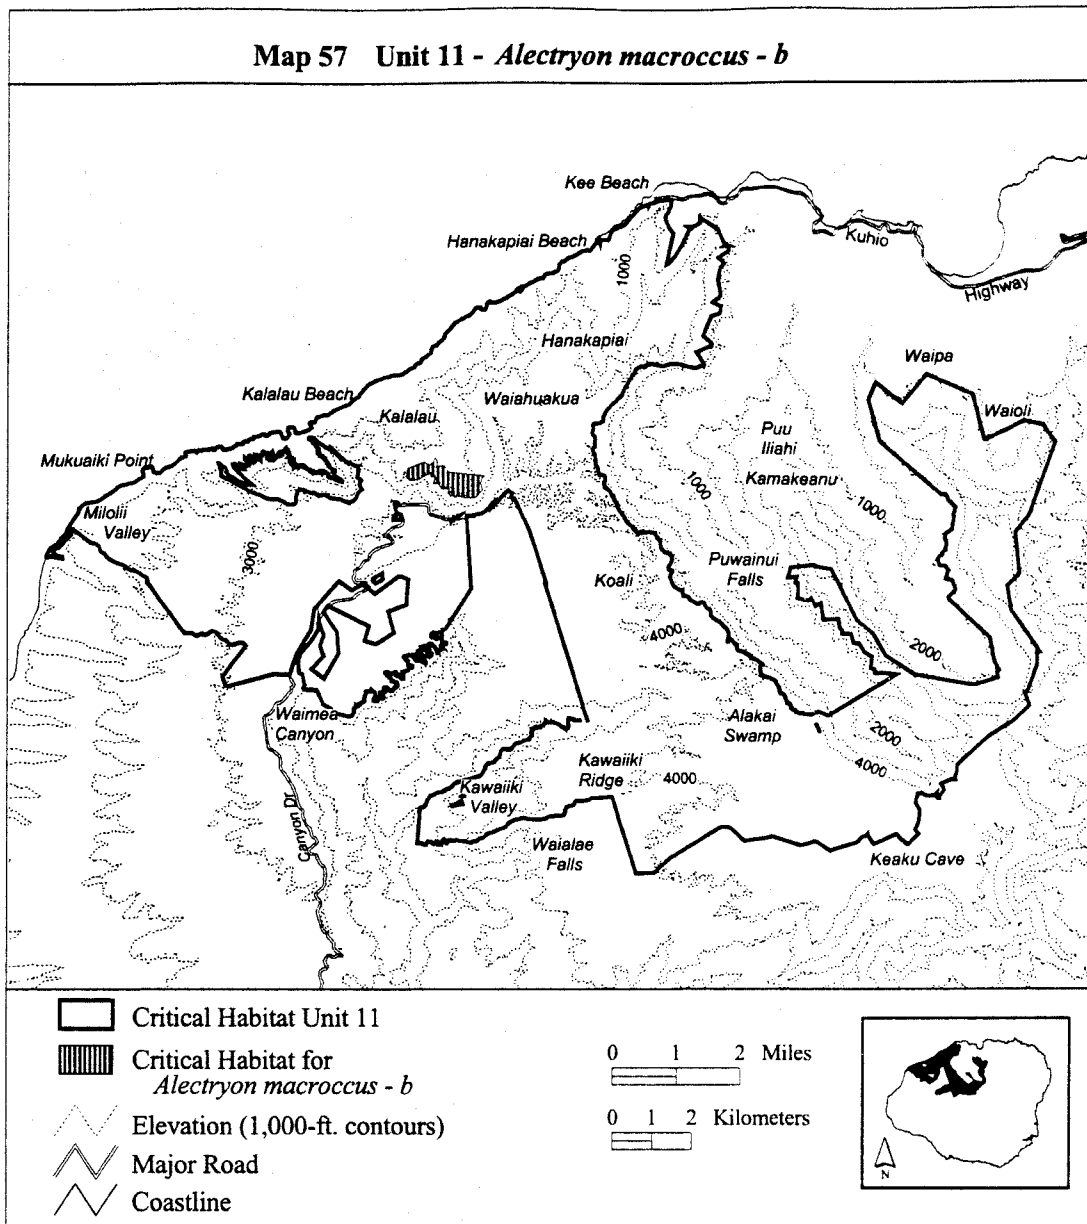 Map 57 Unit 11 - Alectryon macroccus - b
Kee Beach
Hanakapiai Beach
Kuhio
Highway
1000
Hanakapiai
Waipa
Kalalau Beach
Waiahuakua
Kalalau
Waioli
Puu
Iliahi
Mukuaiki Point
Kamakeanu
1000
1000
Milolii
Valley
3000
Puwainui
Falls
Koali
4000
2000
Waimea
Canyon
Alakai
Swamp
2000
Kawaiiki
Ridge
4000
4000
Kawaiiki
Valley
Canyon Dr
Waialae
Falls
Keaku Cave
Critical Habitat Unit 11
Critical Habitat for
Alectryon macroccus - b
Elevation (1,000-ft. contours)
Major Road
Coastline
0 1 2 Miles
0 1 2 Kilometers
N